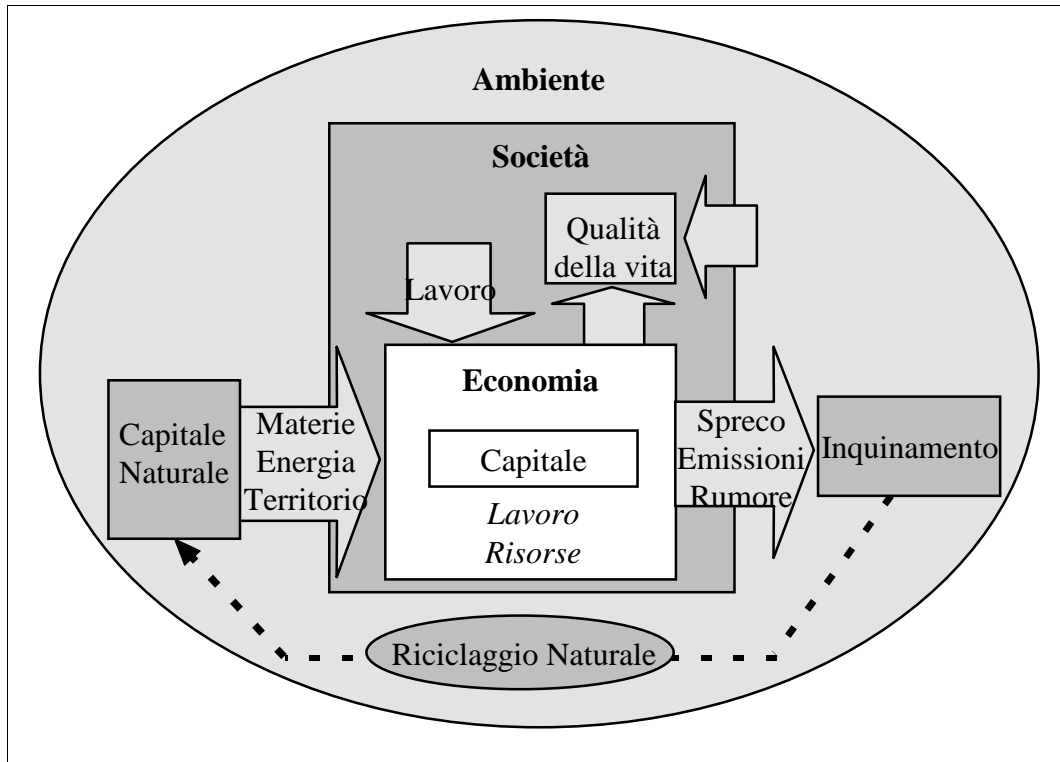 Ambiente
Società
Qualità
della vita
Lavoro
Economia
Capitale
Naturale
Materie
Energia
Territorio
Capitale
Lavoro
Risorse
Spreco
Emissioni
Rumore
Inquinamento
Riciclaggio Naturale